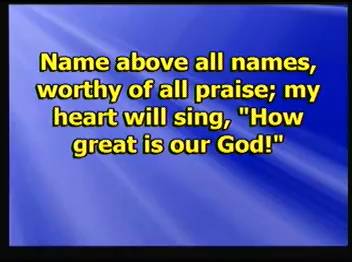 Name above all names,
worthy of all praise; my
heart will sing, "How
great is our God!"